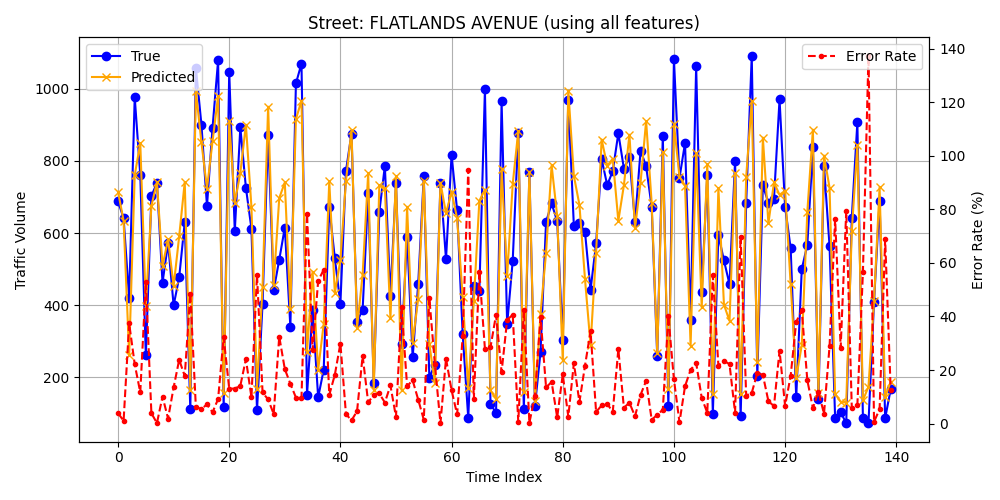 Street: FLATLANDS AVENUE (using all features)
True
Predicted
Error Rate
Traffic Volume
1000
800
600
400
200
140
120
100
80
60
40
20
0
Error Rate (%)
0 20 40 60 80 100 120 140
Time Index